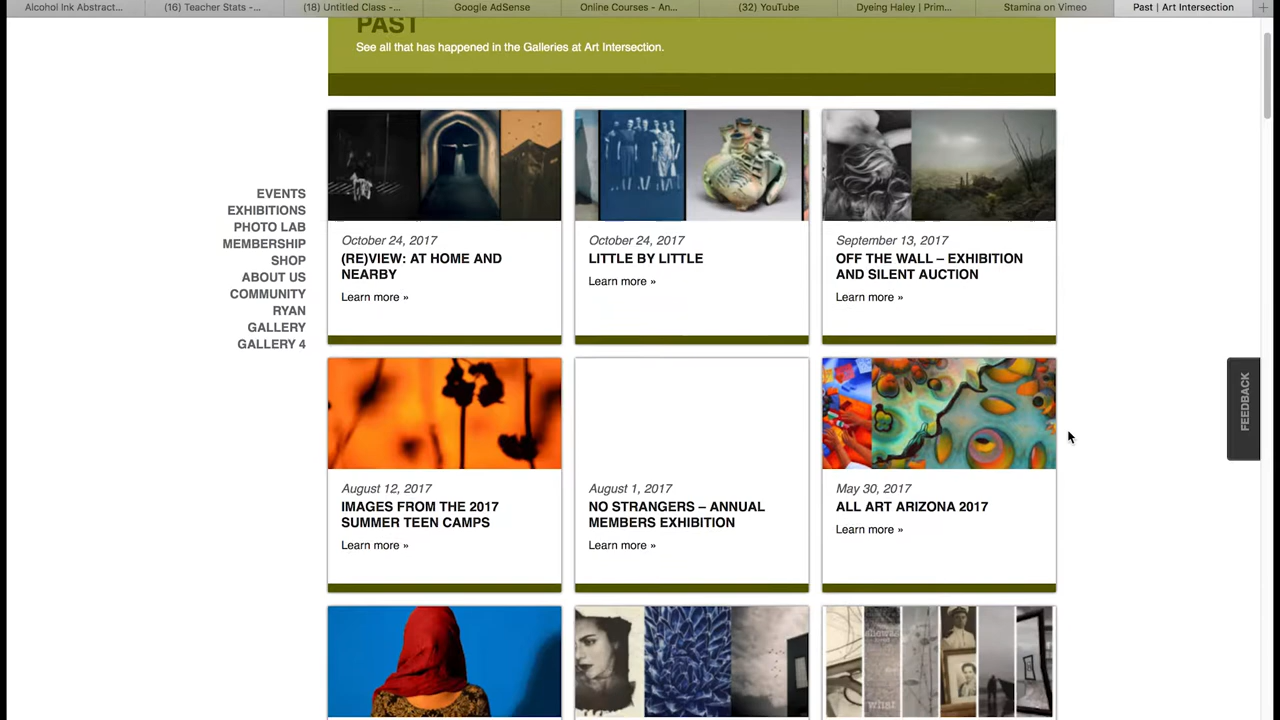 Alcohol Ink Abstract...
(16) Teacher Stats -...
(18) Untitled Class -...
Google AdSense
Online Courses - An...
(32) YouTube
Dyeing Haley | Prim...
Stamina on Vimeo
Past | Art Intersection
PAST
See all that has happened in the Galleries at Art Intersection.
EVENTS
EXHIBITIONS
PHOTO LAB
MEMBERSHIP
SHOP
ABOUT US
COMMUNITY
RYAN
GALLERY
GALLERY 4
October 24, 2017
(RE)VIEW: AT HOME AND
NEARBY
Learn more »
October 24, 2017
LITTLE BY LITTLE
Learn more »
September 13, 2017
OFF THE WALL – EXHIBITION
AND SILENT AUCTION
Learn more »
August 12, 2017
IMAGES FROM THE 2017
SUMMER TEEN CAMPS
Learn more »
August 1, 2017
NO STRANGERS – ANNUAL
MEMBERS EXHIBITION
Learn more »
May 30, 2017
ALL ART ARIZONA 2017
Learn more »
FEEDBACK